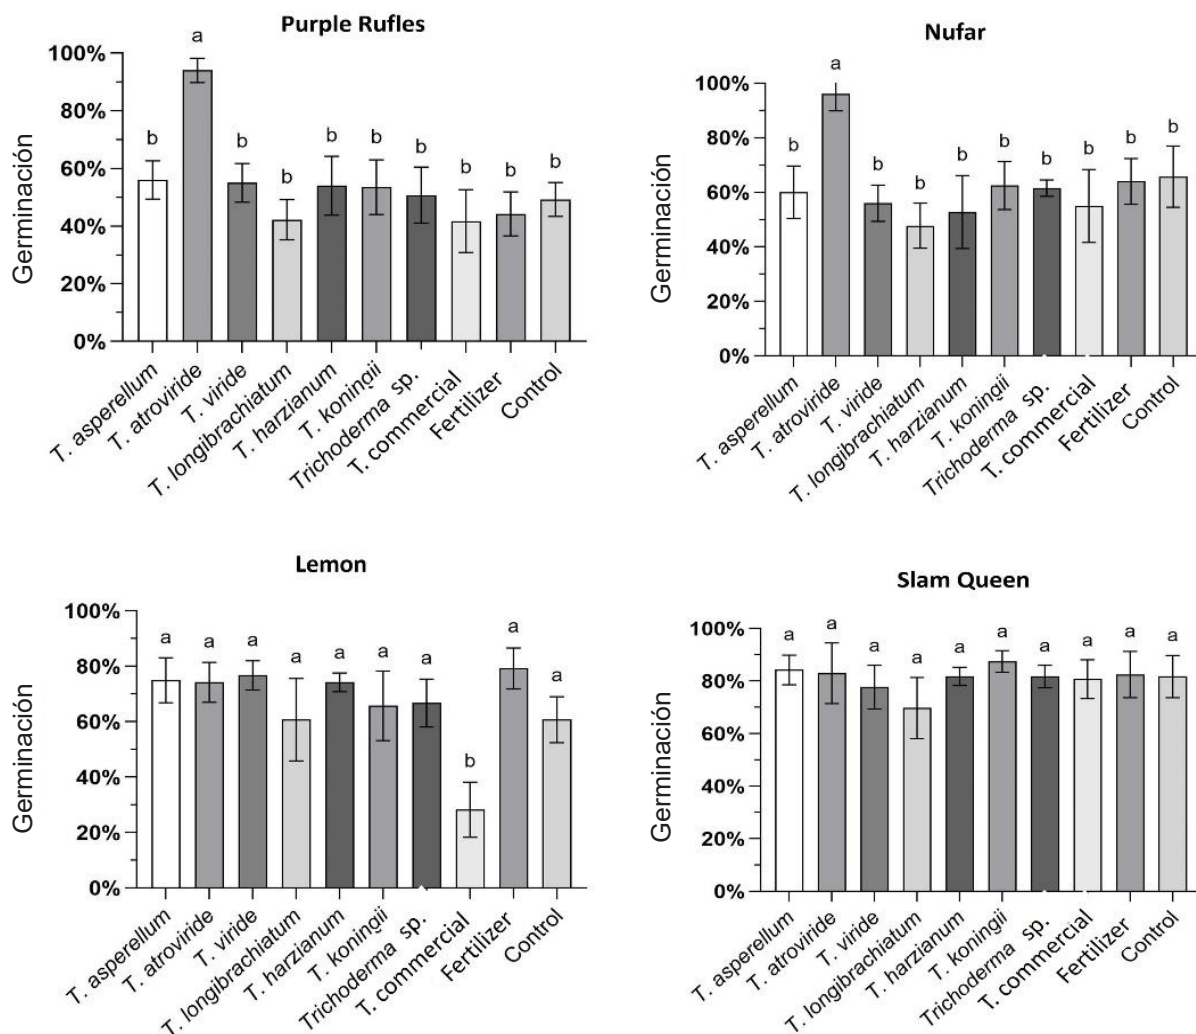 Purple Rufles
a
100%
80%
b
b
b
b
b
b
b
b
b
60%
40%
20%
0%
Germinación
T. asperellum
T. atroviride
T. viride
T. longibrachiatum
T. harzianum
T. koningii
Trichoderma sp.
T. commercial
Fertilizer
Control
Nufar
a
100%
80%
b
b
b
b
b
b
b
b
b
60%
40%
20%
0%
Germinación
T. asperellum
T. atroviride
T. viride
T. longibrachiatum
T. harzianum
T. koningii
Trichoderma sp.
T. commercial
Fertilizer
Control
Lemon
100%
a
a
a
a
a
a
a
b
a
a
80%
60%
40%
20%
0%
Germinación
T. asperellum
T. atroviride
T. viride
T. longibrachiatum
T. harzianum
T. koningii
Trichoderma sp.
T. commercial
Fertilizer
Control
Slam Queen
100%
a
a
a
a
a
a
a
a
a
a
80%
60%
40%
20%
0%
Germinación
T. asperellum
T. atroviride
T. viride
T. longibrachiatum
T. harzianum
T. koningii
Trichoderma sp.
T. commercial
Fertilizer
Control